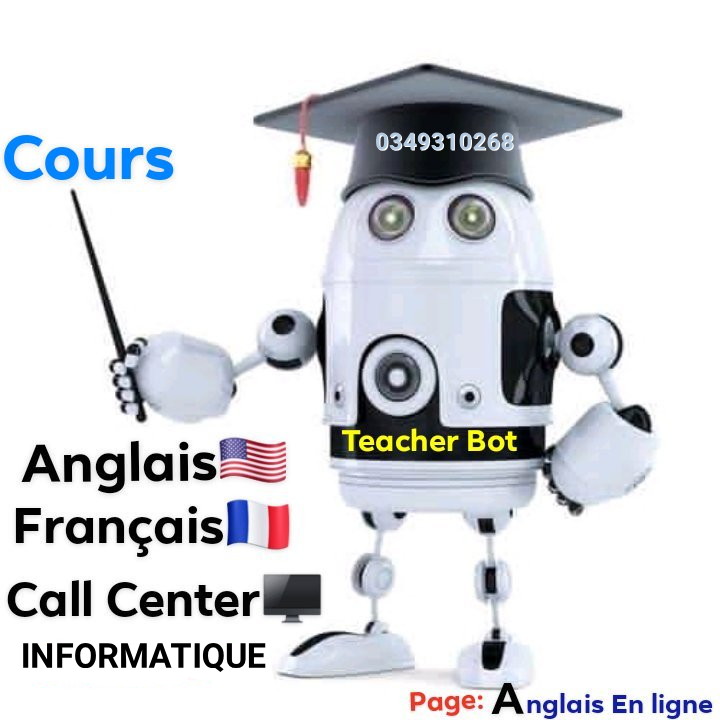 0349310268
Cours
Teacher Bot
Anglais🇺🇸
Français🇫🇷
Call Center🖥️
INFORMATIQUE
Page: Anglais En ligne